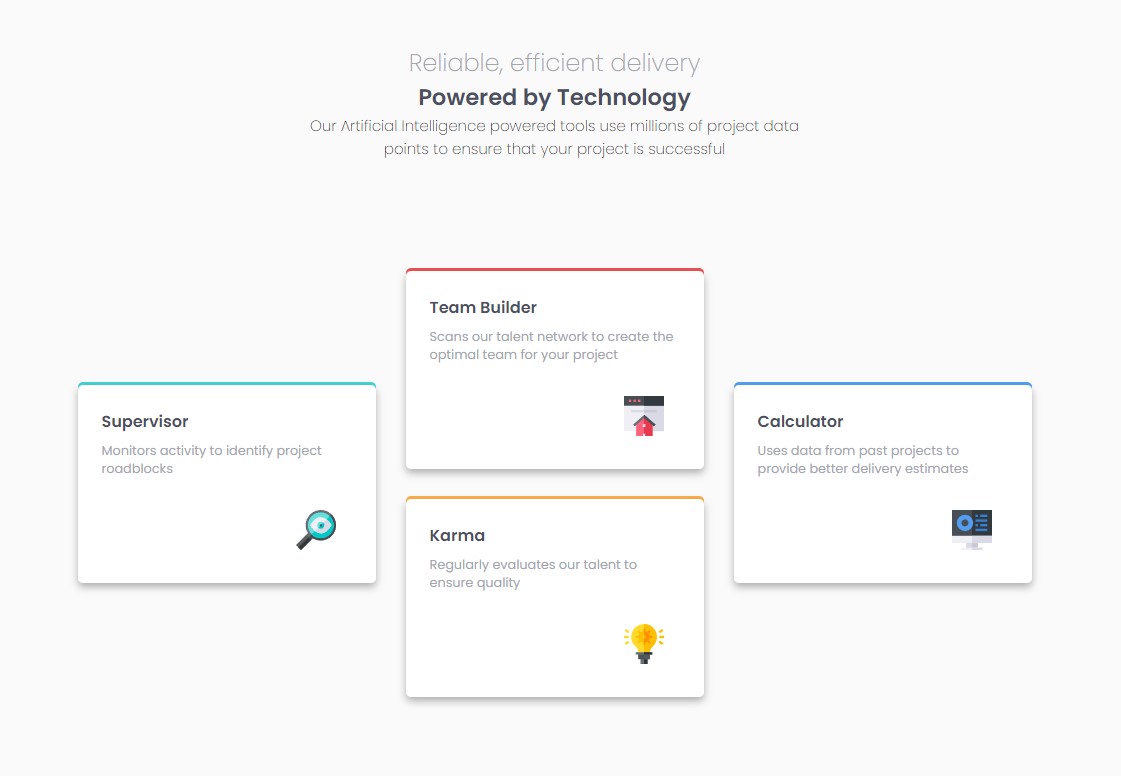 Reliable, efficient delivery
Powered by Technology
Our Artificial Intelligence powered tools use millions of project data
points to ensure that your project is successful
Supervisor
Monitors activity to identify project
roadblocks
Team Builder
Scans our talent network to create the
optimal team for your project
Karma
Regularly evaluates our talent to
ensure quality
Calculator
Uses data from past projects to
provide better delivery estimates